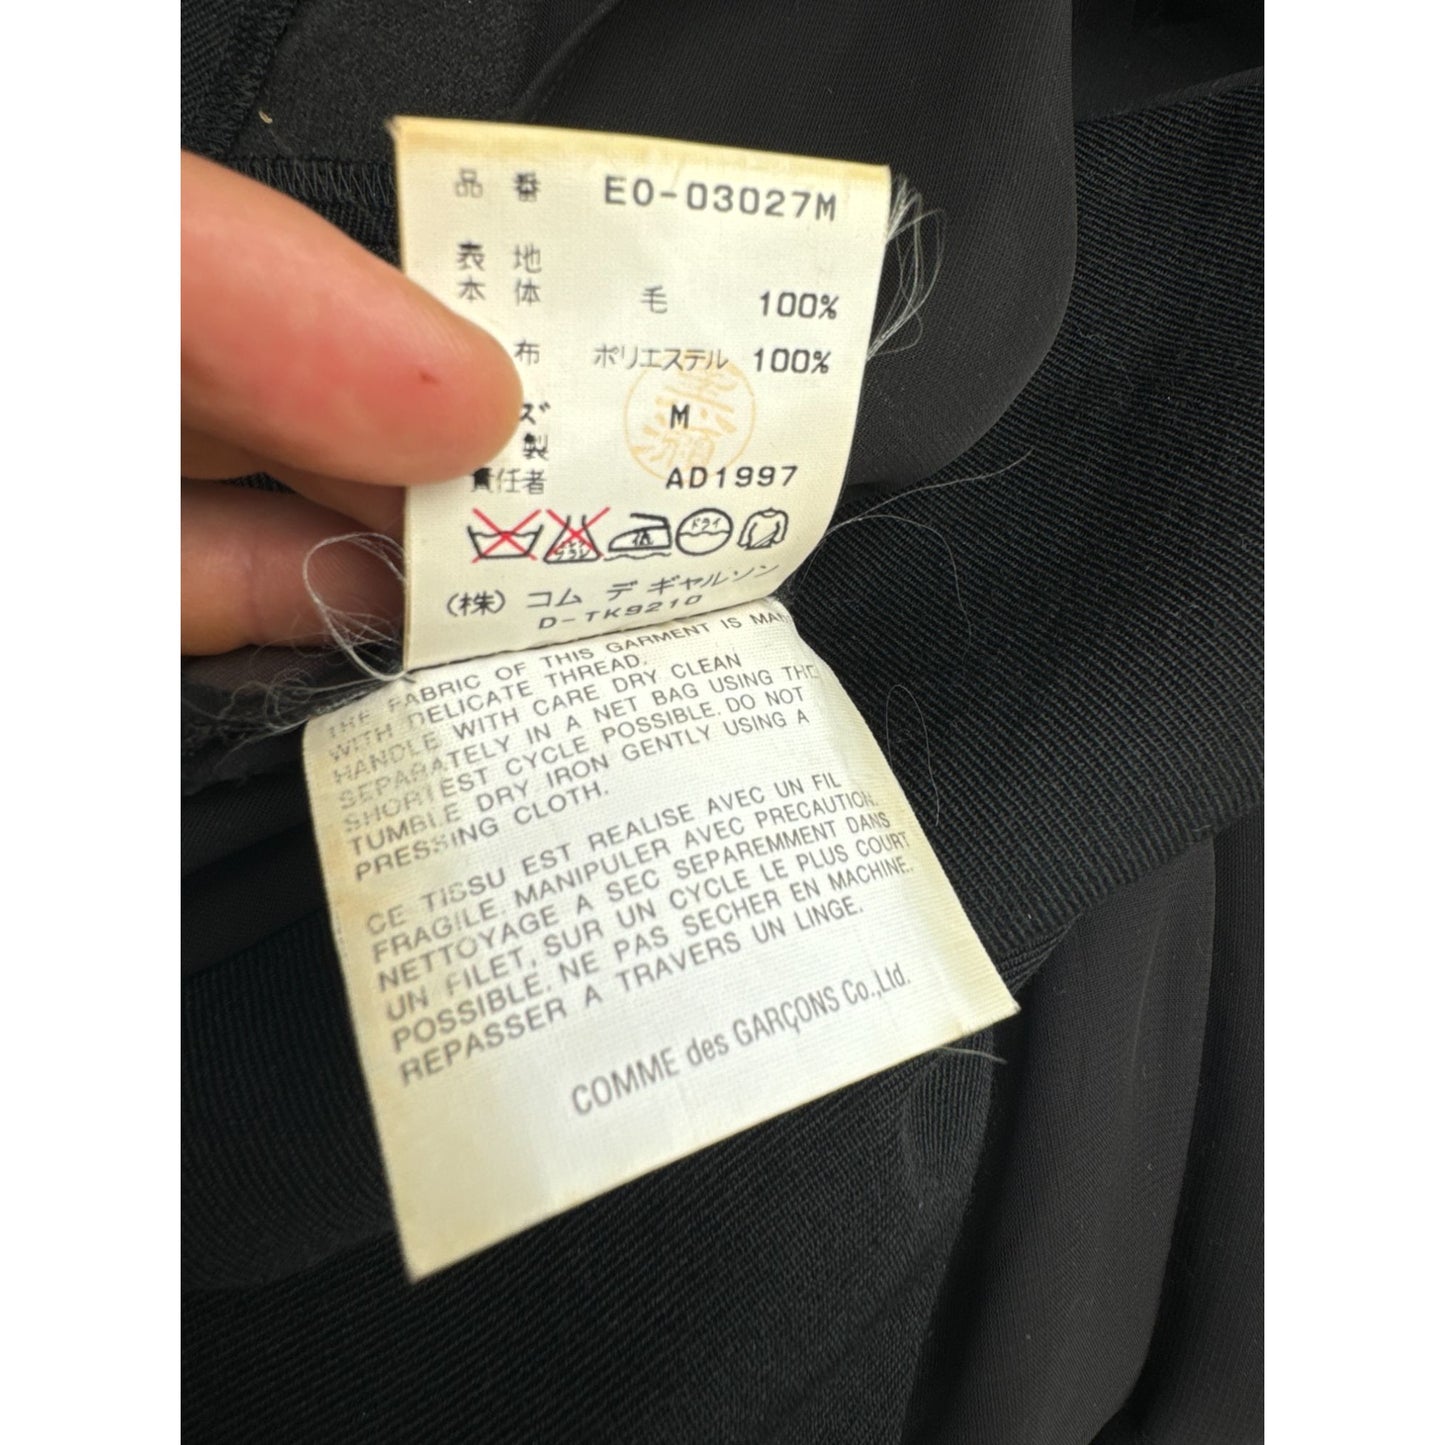 品番 E0-03027M
表地
本体 毛 100%
布 ポリエステル 100%
ズ M
製
責任者 AD1997
ドライ
(株) コム デ ギャルソン
D-TK9210
THE FABRIC OF THIS GARMENT IS
WITH DELICATE THREAD.
HANDLE WITH CARE DRY CLEAN
SEPARATELY IN A NET BAG USING THE
SHORTEST CYCLE POSSIBLE. DO NOT
TUMBLE DRY IRON GENTLY USING A
PRESSING CLOTH.
CE TISSU EST REALISE AVEC UN FIL
FRAGILE, MANIPULER AVEC PRECAUTION.
NETTOYAGE A SEC SEPAREMMENT DANS
UN FILET, SUR UN CYCLE LE PLUS COURT
POSSIBLE. NE PAS SECHER EN MACHINE.
REPASSER A TRAVERS UN LINGE.
COMME des GARÇONS Co.,Ltd.